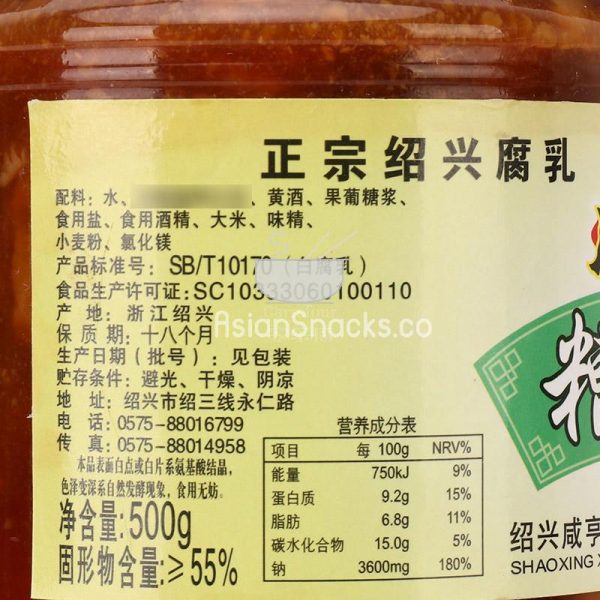 正宗绍兴腐乳
配料：水、、黄酒、果葡糖浆、
食用盐、食用酒精、大米、味精、
小麦粉、氯化镁
产品标准号：SB/T10170（白腐乳）
食品生产许可证：SC10333060100110
产 地：浙江绍兴
保 质 期：十八个月
生产日期（批号）：见包装
贮存条件：避光、干燥、阴凉
地 址：绍兴市绍三线永仁路
电 话：0575-88016799
传 真：0575-88014958
本品表面白点或白片系氨基酸结晶，
色泽变深系自然发酵现象，食用无妨。
净含量：500g
固形物含量：≥55%
营养成分表
项目 每 100g NRV%
能量 750kJ 9%
蛋白质 9.2g 15%
脂肪 6.8g 11%
碳水化合物 15.0g 5%
钠 3600mg 180%
绍兴咸亨
SHAOXING
AsianSnacks.co